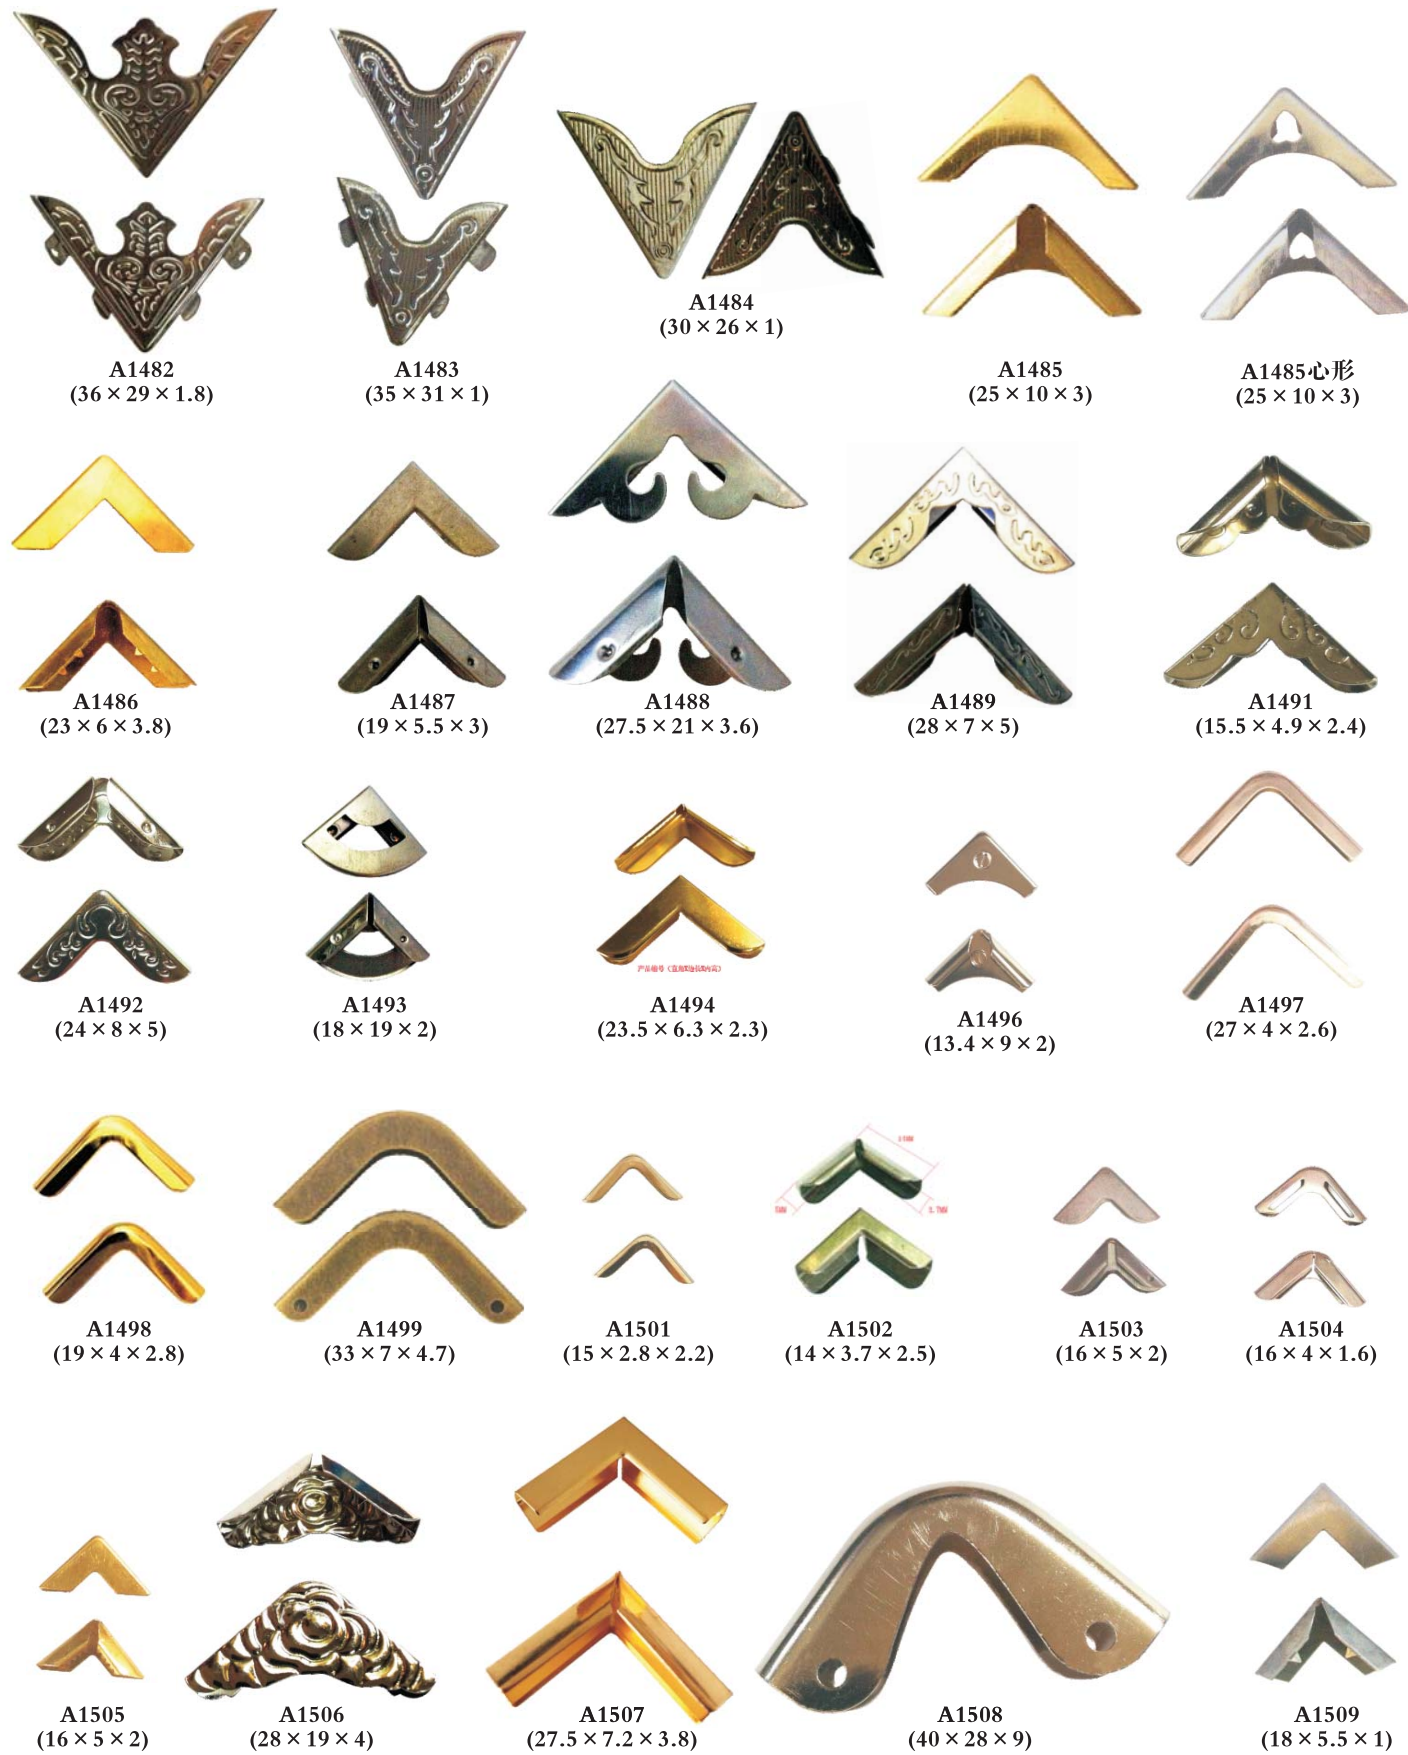 A1482
(36×29×1.8)
A1483
(35×31×1)
A1484
(30×26×1)
A1485
(25×10×3)
A1485心形
(25×10×3)
A1486
(23×6×3.8)
A1487
(19×5.5×3)
A1488
(27.5×21×3.6)
A1489
(28×7×5)
A1491
(15.5×4.9×2.4)
A1492
(24×8×5)
A1493
(18×19×2)
A1494
(23.5×6.3×2.3)
A1496
(13.4×9×2)
A1497
(27×4×2.6)
A1498
(19×4×2.8)
A1499
(33×7×4.7)
A1501
(15×2.8×2.2)
A1502
(14×3.7×2.5)
A1503
(16×5×2)
A1504
(16×4×1.6)
A1505
(16×5×2)
A1506
(28×19×4)
A1507
(27.5×7.2×3.8)
A1508
(40×28×9)
A1509
(18×5.5×1)